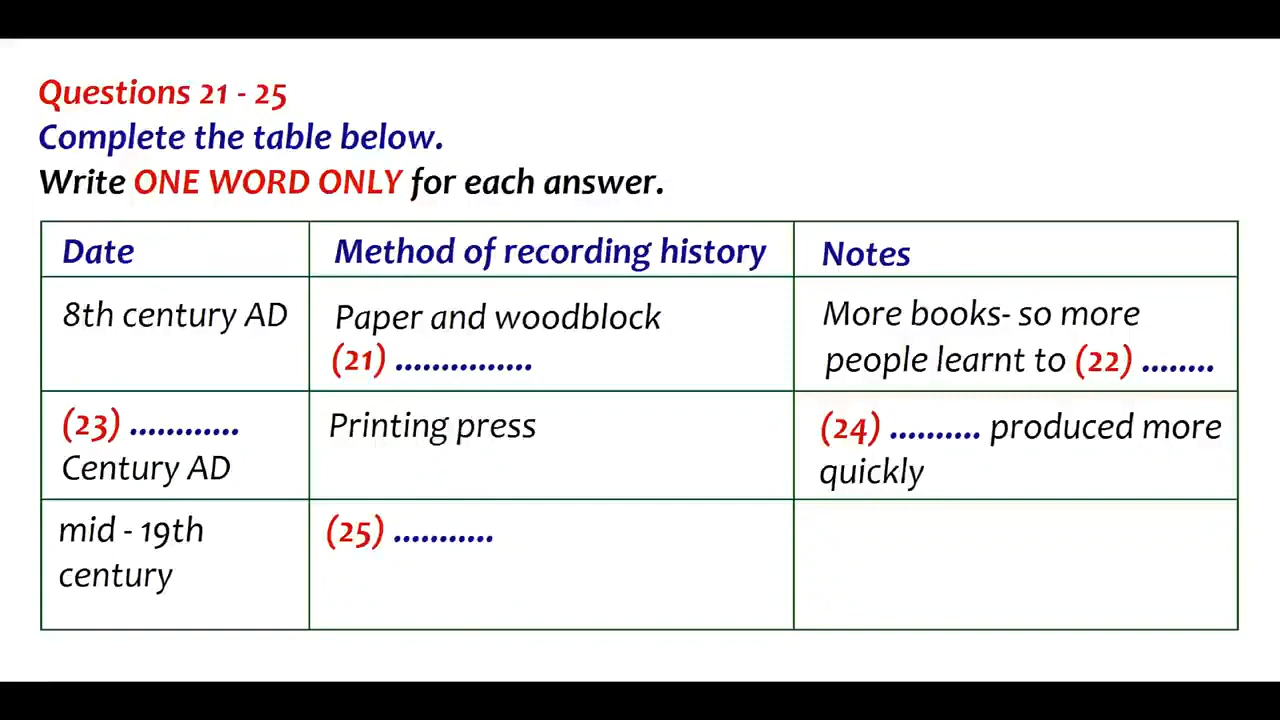 Questions 21 - 25
Complete the table below.
Write ONE WORD ONLY for each answer.
Date Method of recording history Notes
8th century AD Paper and woodblock More books- so more
(21) ............... people learnt to (22) ........
(23) ............ Printing press (24) .......... produced more
Century AD quickly
mid - 19th (25) ...........
century